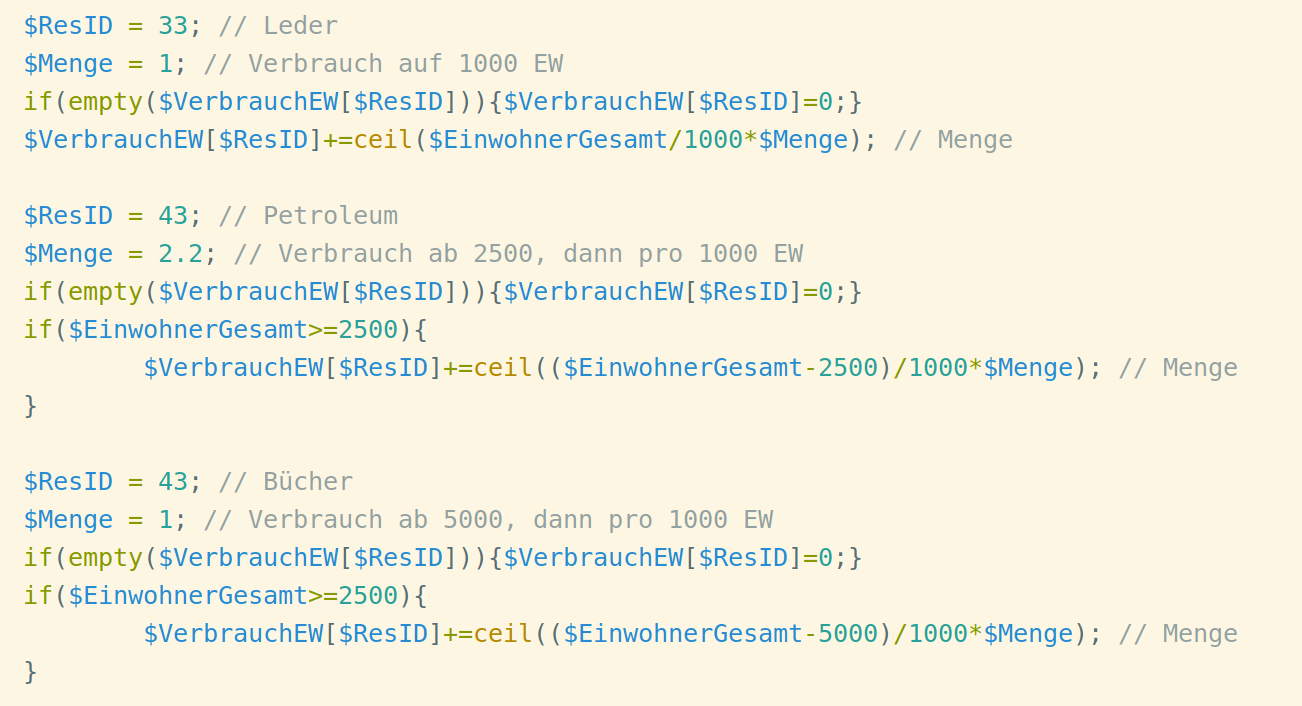 $ResID = 33; // Leder
$Menge = 1; // Verbrauch auf 1000 EW
if(empty($VerbrauchEW[$ResID])){$VerbrauchEW[$ResID]=0;}
$VerbrauchEW[$ResID]+=ceil($EinwohnerGesamt/1000*$Menge); // Menge

$ResID = 43; // Petroleum
$Menge = 2.2; // Verbrauch ab 2500, dann pro 1000 EW
if(empty($VerbrauchEW[$ResID])){$VerbrauchEW[$ResID]=0;}
if($EinwohnerGesamt>=2500){
        $VerbrauchEW[$ResID]+=ceil(($EinwohnerGesamt-2500)/1000*$Menge); // Menge
}

$ResID = 43; // Bücher
$Menge = 1; // Verbrauch ab 5000, dann pro 1000 EW
if(empty($VerbrauchEW[$ResID])){$VerbrauchEW[$ResID]=0;}
if($EinwohnerGesamt>=2500){
        $VerbrauchEW[$ResID]+=ceil(($EinwohnerGesamt-5000)/1000*$Menge); // Menge
}